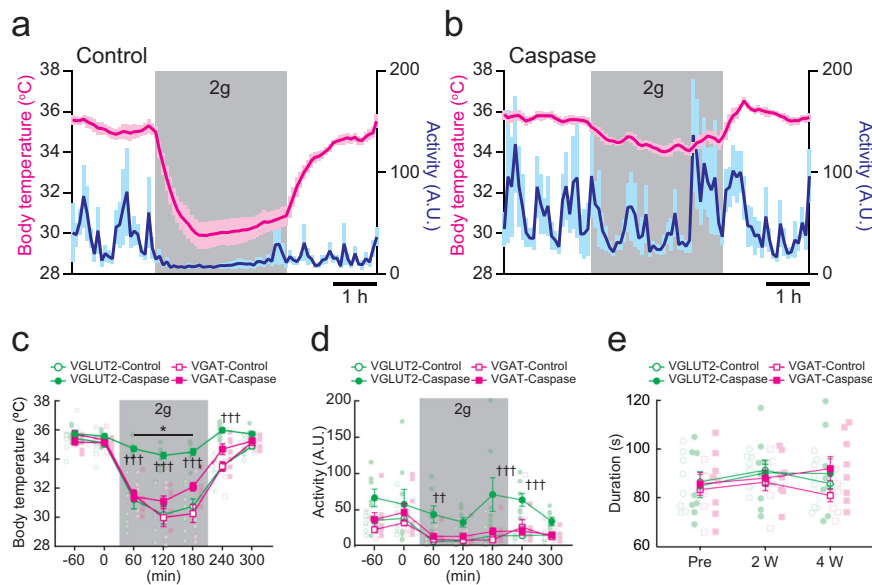 a
Control
38
36
34
32
30
28
200
100
0
2g
Body temperature (ºC)
Activity (A.U.)
1 h
b
Caspase
38
36
34
32
30
28
200
100
0
2g
Body temperature (ºC)
Activity (A.U.)
1 h
c
VGLUT2-Control
VGAT-Control
VGLUT2-Caspase
VGAT-Caspase
2g
38
36
34
32
30
28
Body temperature (ºC)
*
†††
†††
†††
†††
-60
0
60
120
180
240
300
(min)
d
VGLUT2-Control
VGAT-Control
VGLUT2-Caspase
VGAT-Caspase
2g
200
150
100
50
0
Activity (A.U.)
††
†††
†††
-60
0
60
120
180
240
300
(min)
e
VGLUT2-Control
VGAT-Control
VGLUT2-Caspase
VGAT-Caspase
120
100
80
60
Duration (s)
Pre
2 W
4 W